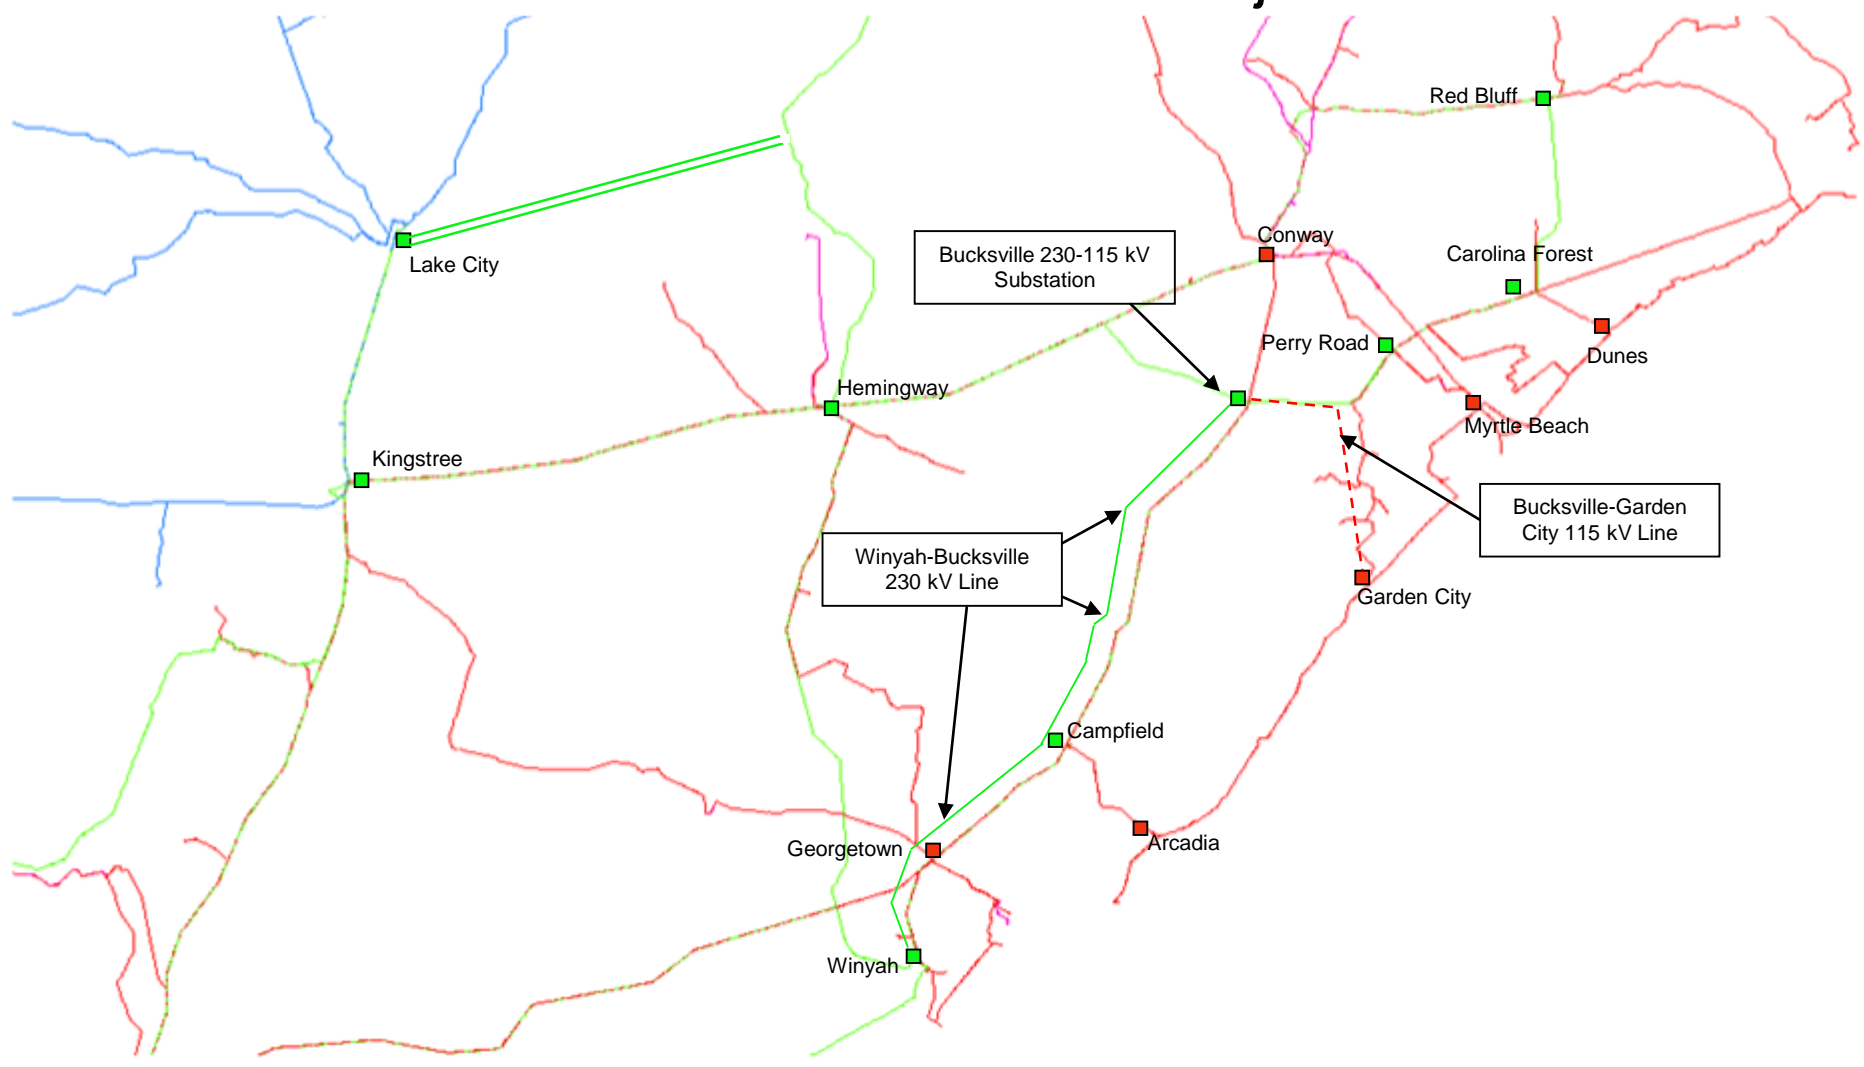 Red Bluff
Conway
Bucksville 230-115 kV
Substation
Carolina Forest
Lake City
Perry Road
Dunes
Hemingway
Myrtle Beach
Kingstree
Bucksville-Garden
City 115 kV Line
Winyah-Bucksville
230 kV Line
Garden City
Campfield
Georgetown
Arcadia
Winyah